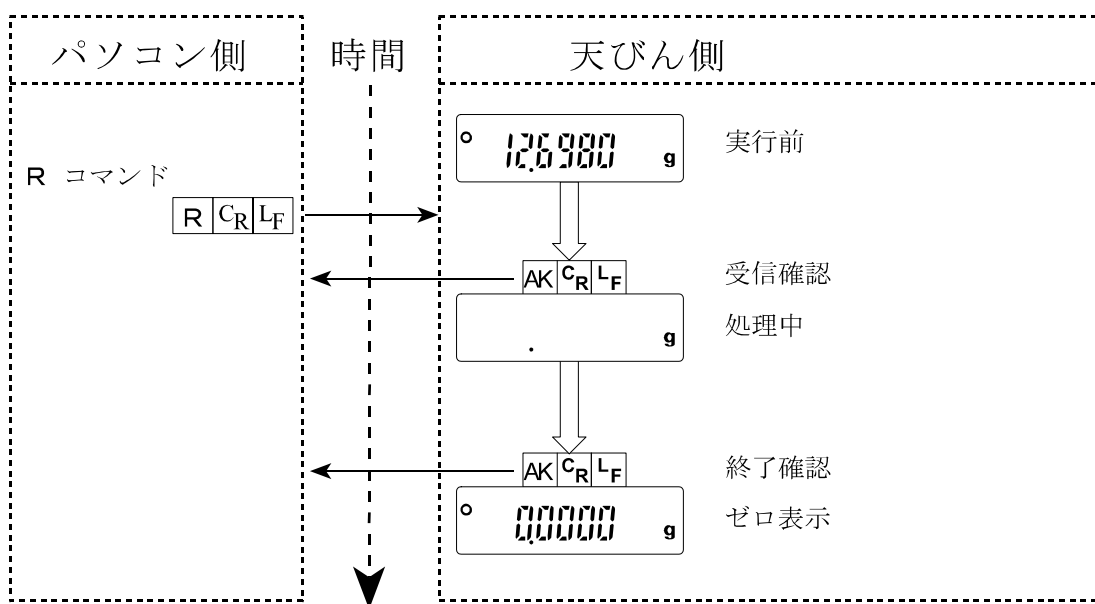 パソコン側 時間 天びん側
12.6980 g 実行前
R コマンド
R CR LF
AK CR LF 受信確認
. g 処理中
AK CR LF 終了確認
0.0000 g ゼロ表示